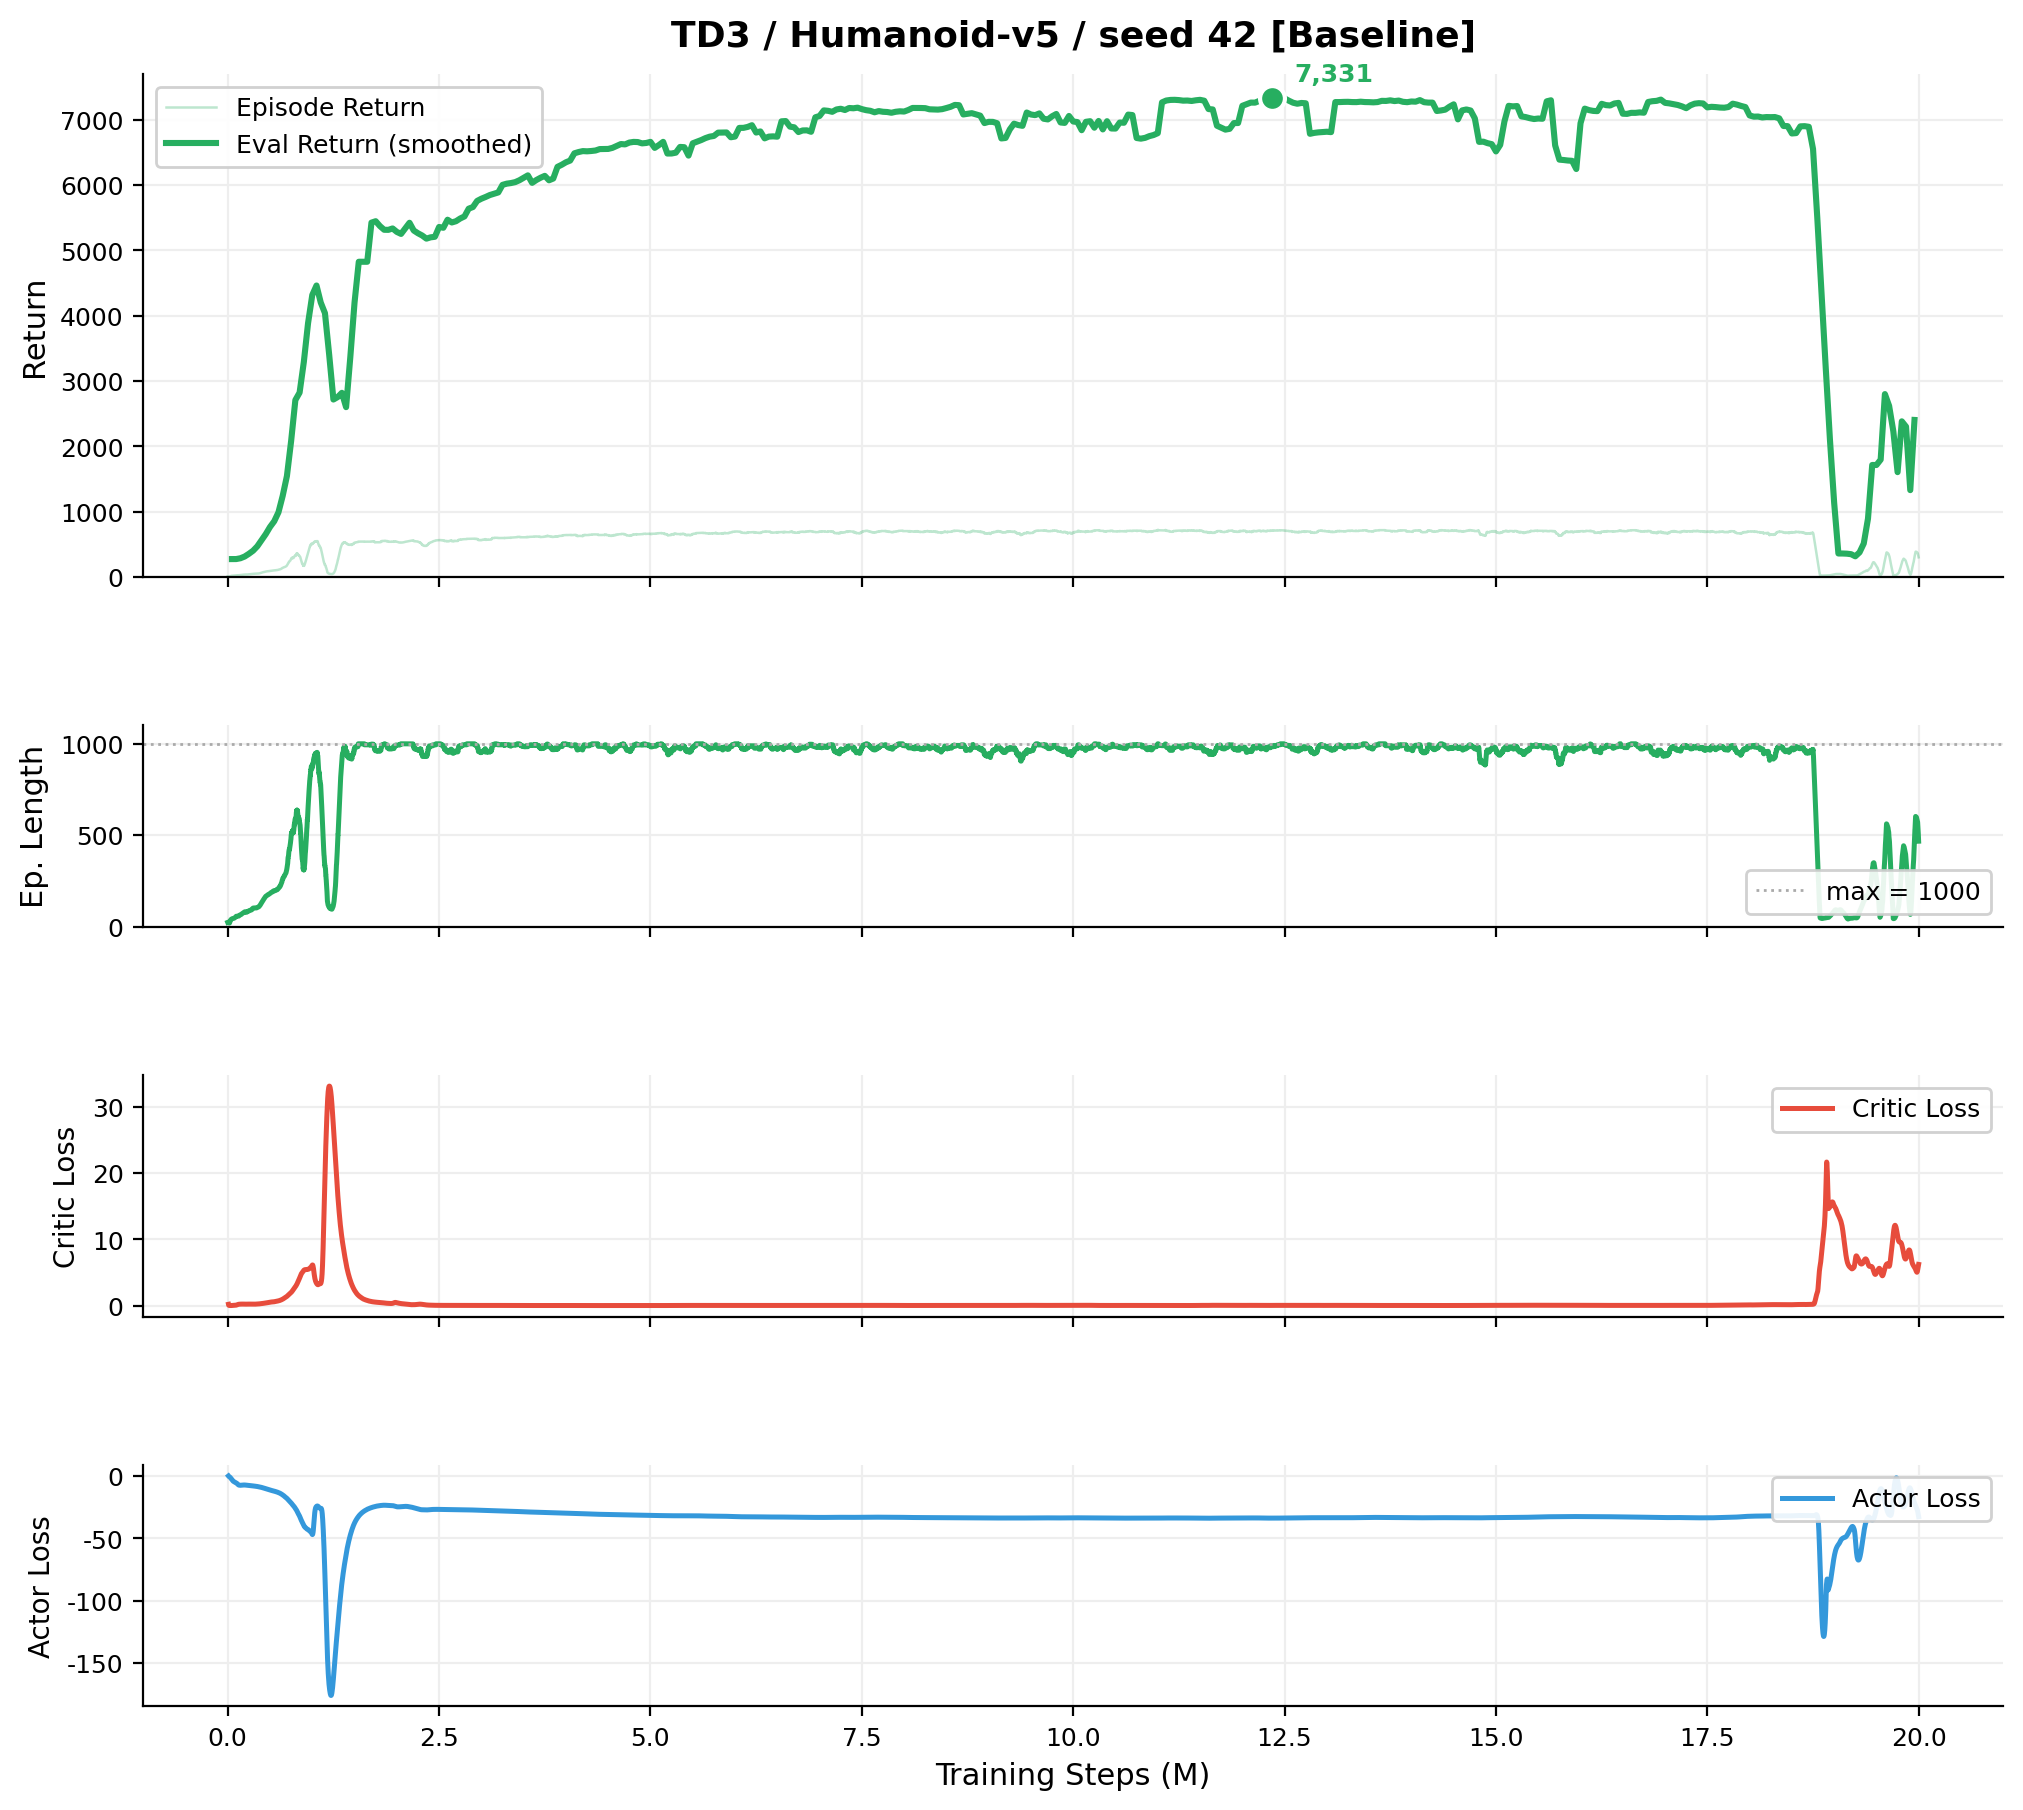 TD3 / Humanoid-v5 / seed 42 [Baseline]
7,331
Episode Return
Eval Return (smoothed)
Return
7000
6000
5000
4000
3000
2000
1000
0
Ep. Length
1000
500
0
max = 1000
Critic Loss
30
20
10
0
Critic Loss
Actor Loss
0
-50
-100
-150
Actor Loss
0.0 2.5 5.0 7.5 10.0 12.5 15.0 17.5 20.0
Training Steps (M)